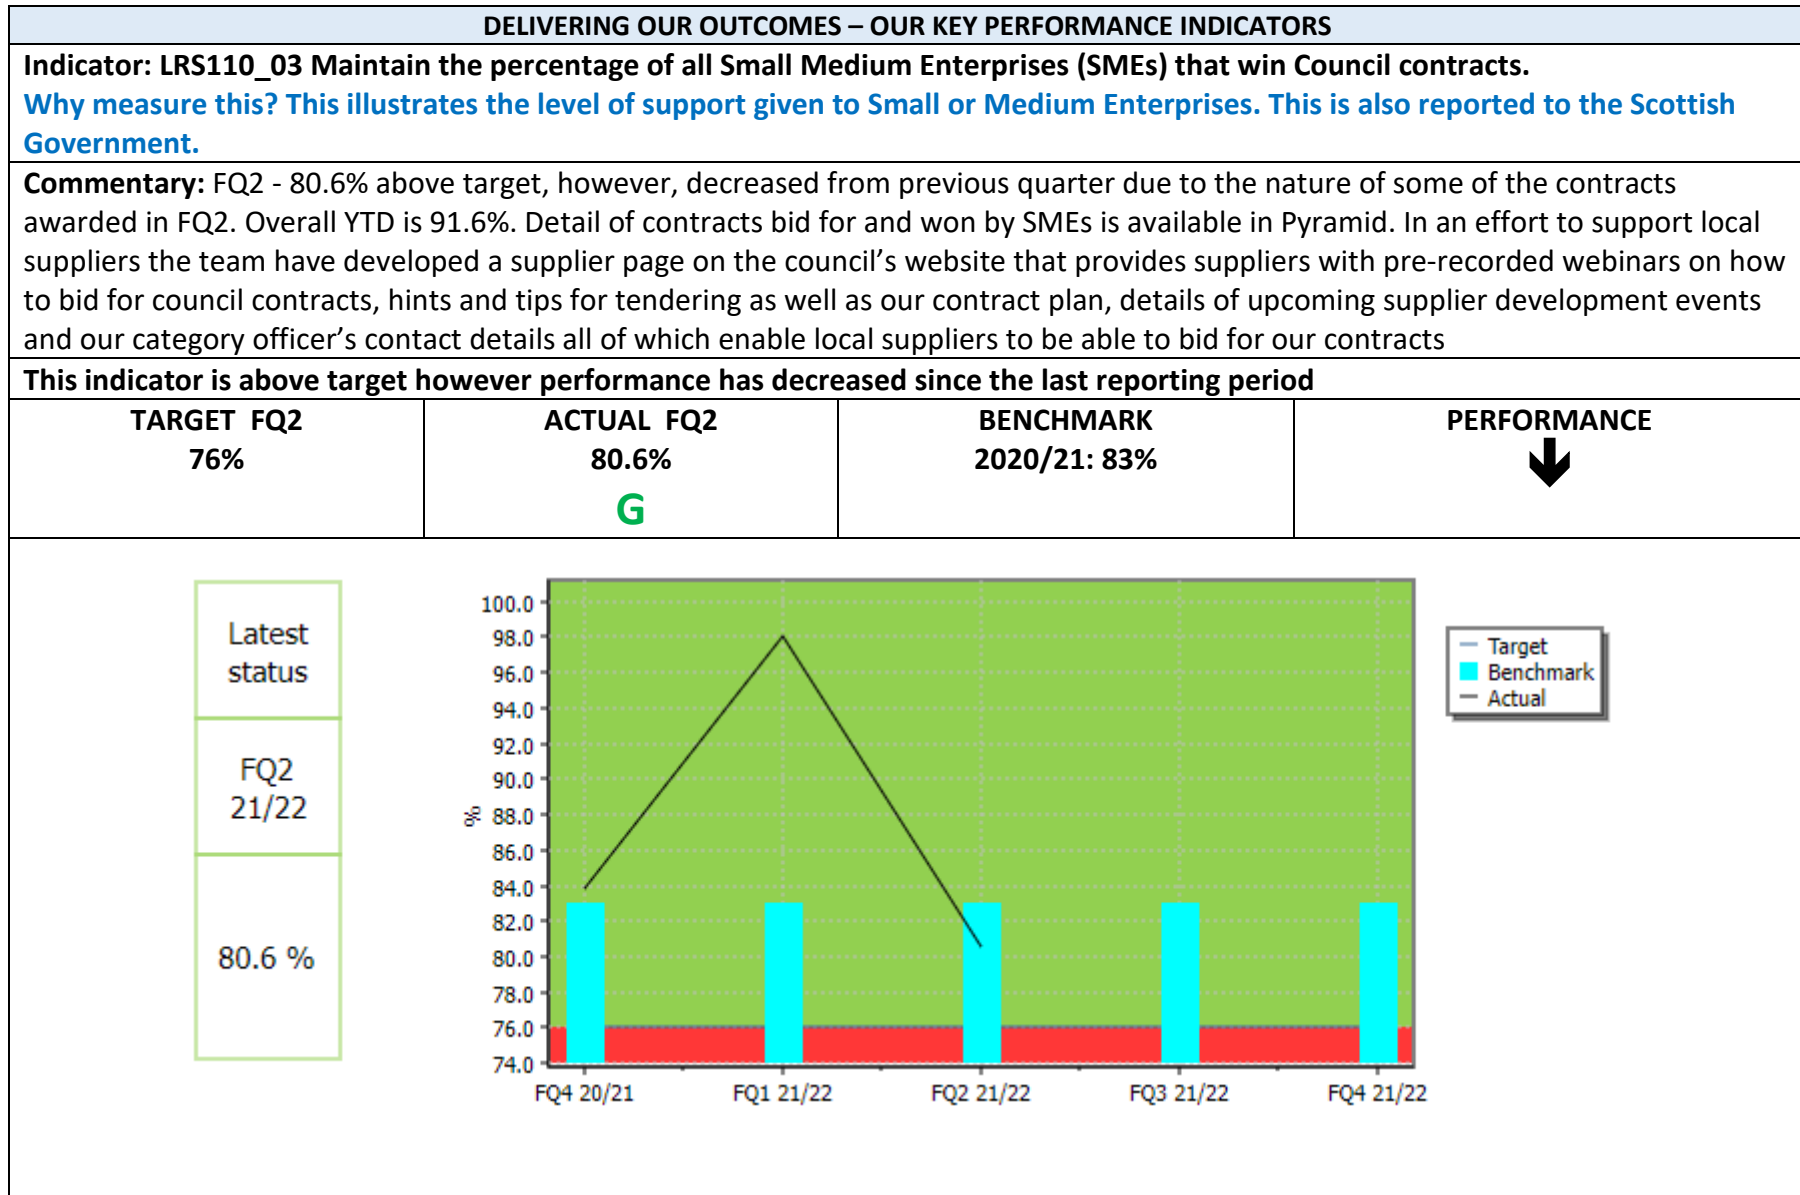 DELIVERING OUR OUTCOMES – OUR KEY PERFORMANCE INDICATORS
Indicator: LRS110_03 Maintain the percentage of all Small Medium Enterprises (SMEs) that win Council contracts.
Why measure this? This illustrates the level of support given to Small or Medium Enterprises. This is also reported to the Scottish
Government.
Commentary: FQ2 - 80.6% above target, however, decreased from previous quarter due to the nature of some of the contracts
awarded in FQ2. Overall YTD is 91.6%. Detail of contracts bid for and won by SMEs is available in Pyramid. In an effort to support local
suppliers the team have developed a supplier page on the council’s website that provides suppliers with pre-recorded webinars on how
to bid for council contracts, hints and tips for tendering as well as our contract plan, details of upcoming supplier development events
and our category officer’s contact details all of which enable local suppliers to be able to bid for our contracts
This indicator is above target however performance has decreased since the last reporting period
TARGET FQ2
76%
ACTUAL FQ2
80.6%
G
BENCHMARK
2020/21: 83%
PERFORMANCE
Latest
status
FQ2
21/22
80.6 %
%
100.0
98.0
96.0
94.0
92.0
90.0
88.0
86.0
84.0
82.0
80.0
78.0
76.0
74.0
FQ4 20/21
FQ1 21/22
FQ2 21/22
FQ3 21/22
FQ4 21/22
Target
Benchmark
Actual